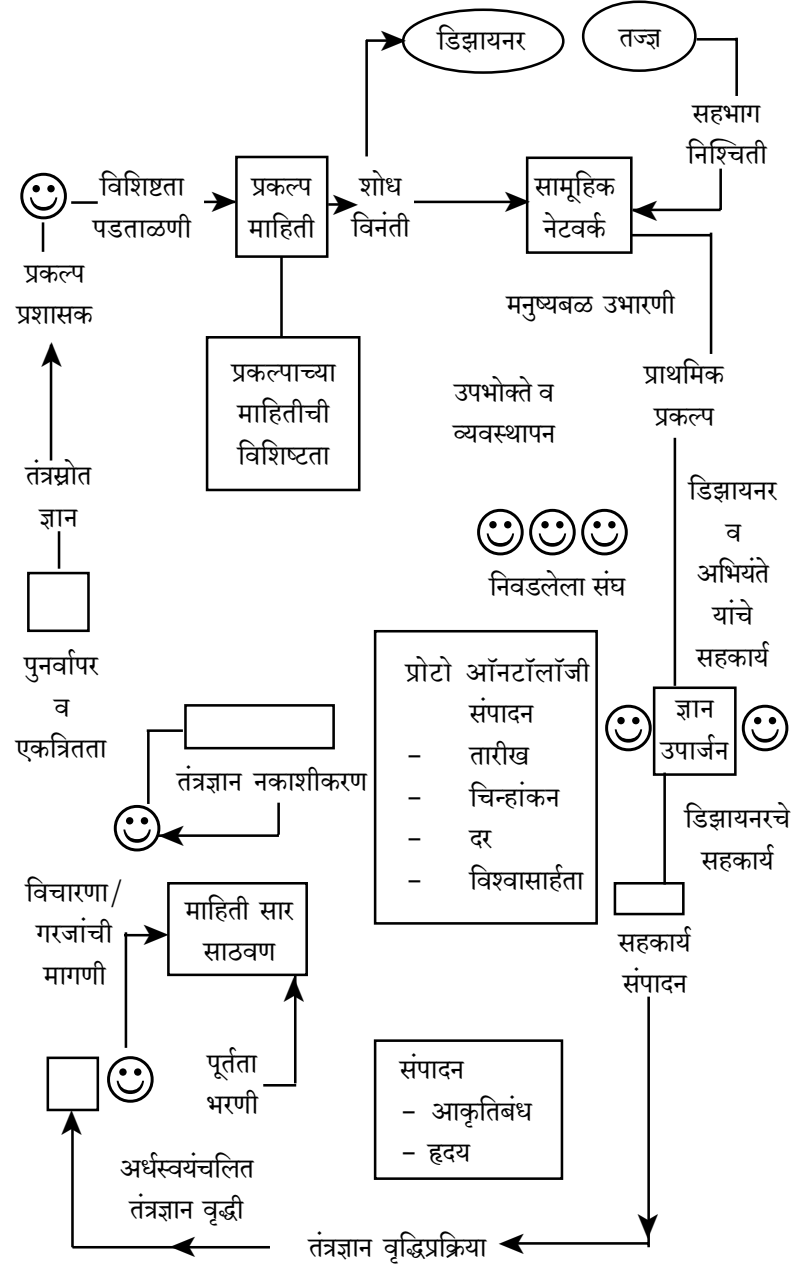 डिझायनर
तज्ज्ञ
सहभाग
निश्चिती
विशिष्टता
पडताळणी
प्रकल्प
माहिती
शोध
विनंती
सामूहिक
नेटवर्क
प्रकल्प
प्रशासक
मनुष्यबळ उभारणी
प्रकल्पाच्या
माहितीची
विशिष्टता
उपभोक्ते व
व्यवस्थापन
प्राथमिक
प्रकल्प
तंत्रस्रोत
ज्ञान
डिझायनर
व
अभियंते
यांचे
सहकार्य
निवडलेला संघ
पुनर्वापर
व
एकत्रितता
प्रोटो ऑनटॉलॉजी
संपादन
– तारीख
– चिन्हांकन
– दर
– विश्वासार्हता
ज्ञान
उपार्जन
तंत्रज्ञान नकाशीकरण
डिझायनरचे
सहकार्य
विचारणा/
गरजांची
मागणी
माहिती सार
साठवण
सहकार्य
संपादन
पूर्तता
भरणी
संपादन
– आकृतिबंध
– हृदय
अर्धस्वयंचलित
तंत्रज्ञान वृद्धी
तंत्रज्ञान वृद्धिप्रक्रिया